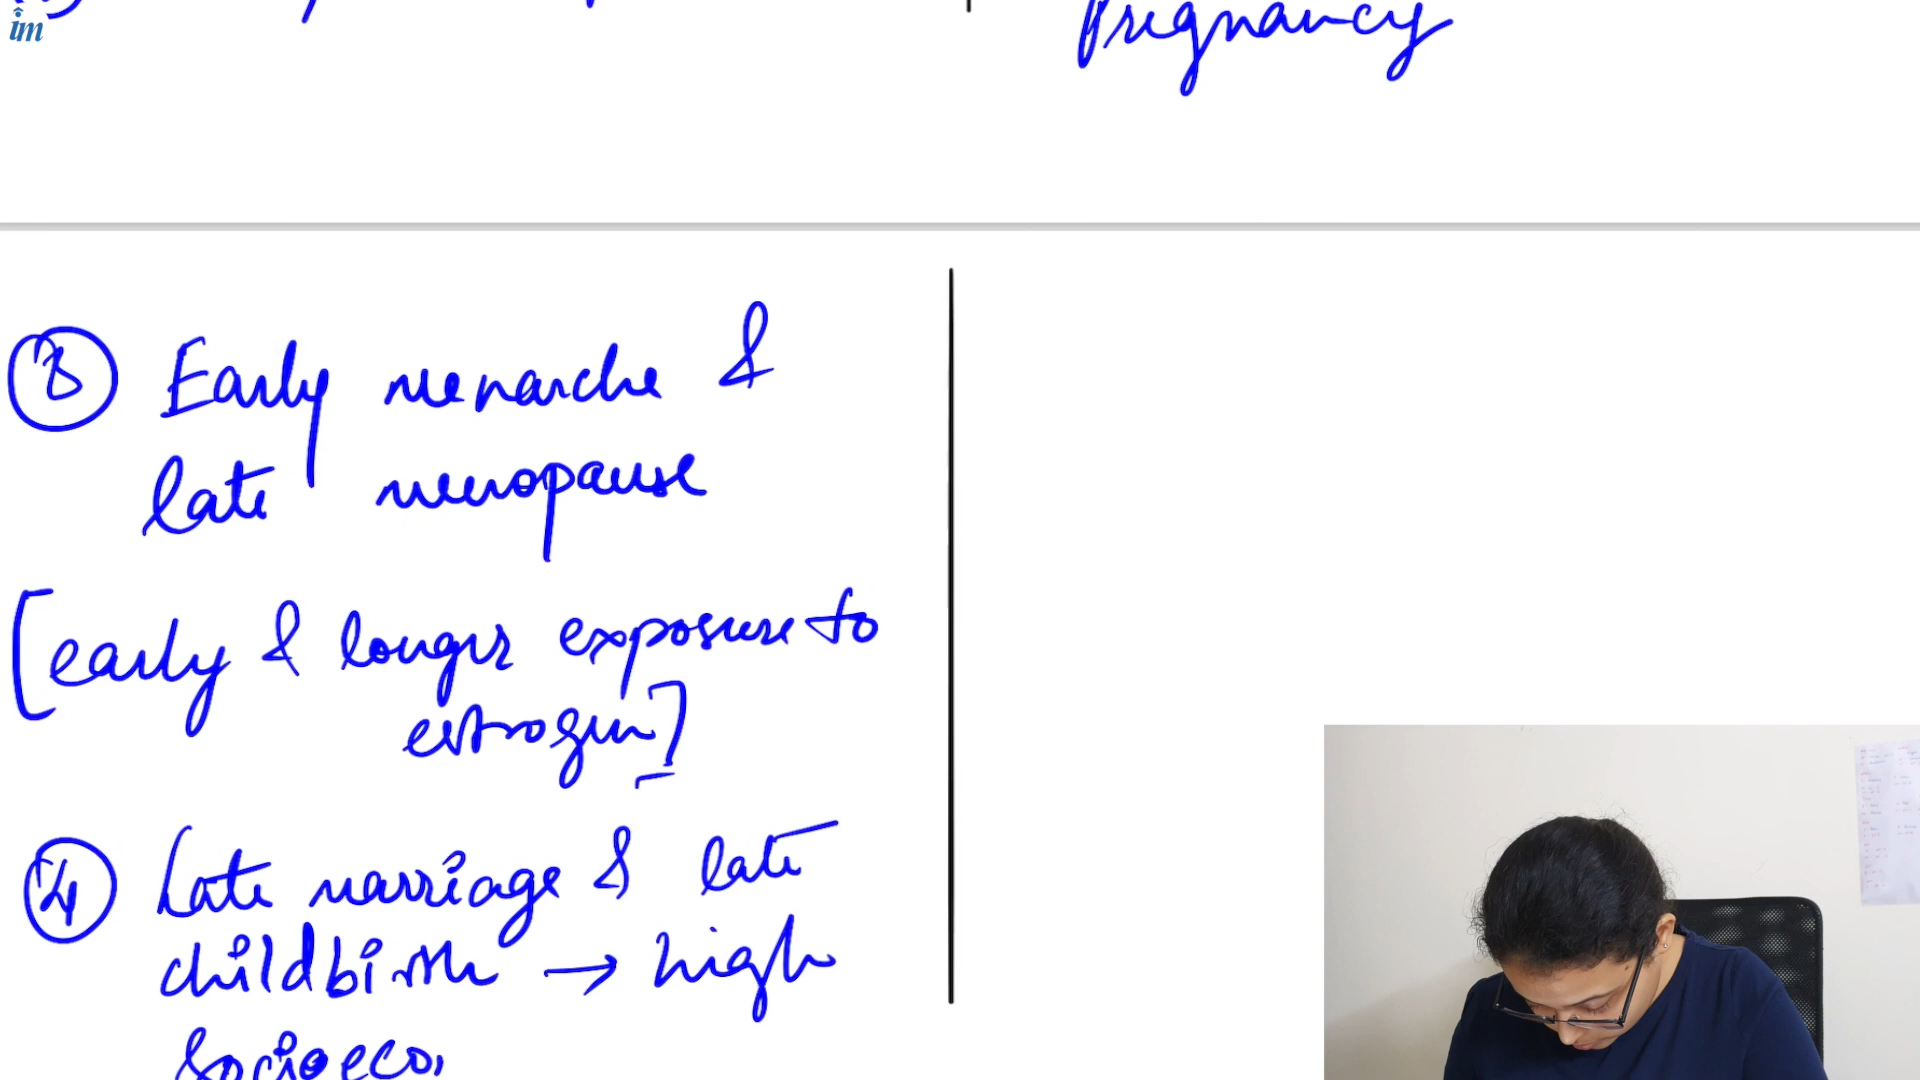 im
Pregnancy
3 Early menarche &
late menopause
[early & longer exposure to
estrogen]
4 Late marriage & late
childbirth → high
Socioeco.